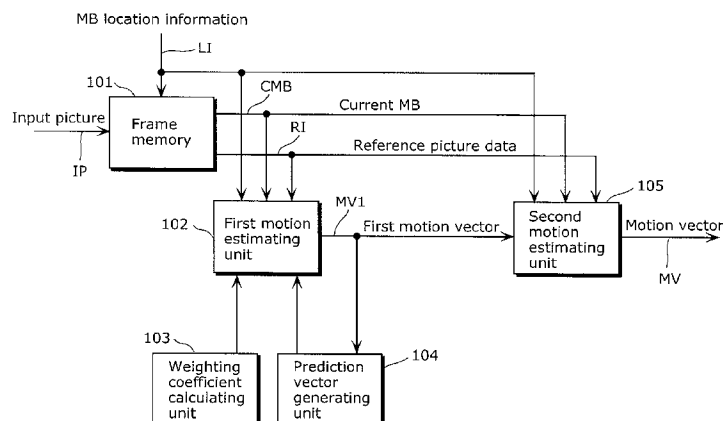 MB location information
LI
101
CMB
Input picture
Frame
memory
Current MB
IP
RI
Reference picture data
105
MV1
102
First motion
estimating
unit
First motion vector
Second
motion
estimating
unit
Motion vector
MV
103
104
Weighting
coefficient
calculating
unit
Prediction
vector
generating
unit